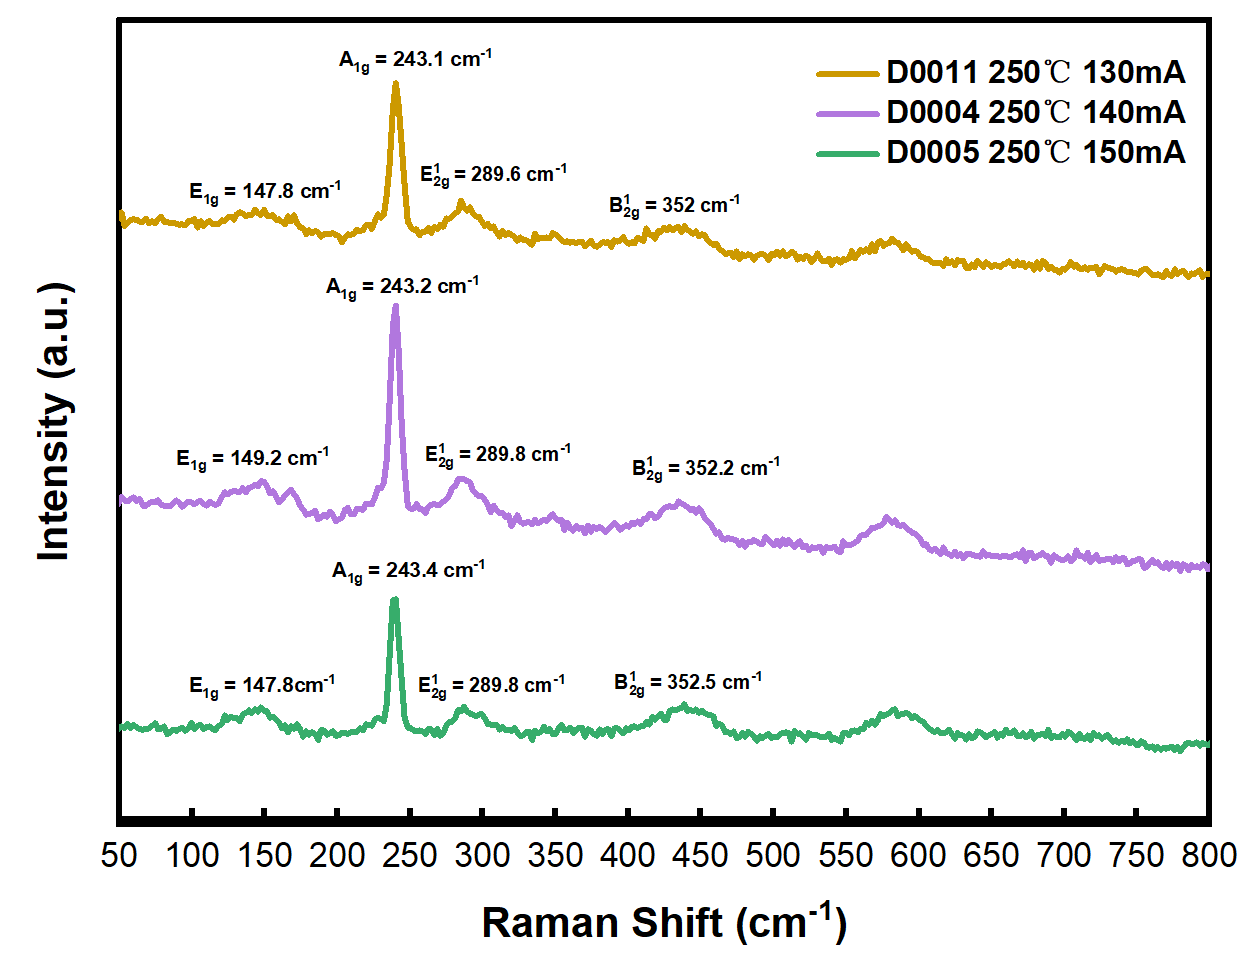 A1g = 243.1 cm-1
D0011 250℃ 130mA
D0004 250℃ 140mA
D0005 250℃ 150mA
E1g = 147.8 cm-1
E12g = 289.6 cm-1
B12g = 352 cm-1
A1g = 243.2 cm-1
E1g = 149.2 cm-1
E12g = 289.8 cm-1
B12g = 352.2 cm-1
A1g = 243.4 cm-1
E1g = 147.8cm-1
E12g = 289.8 cm-1
B12g = 352.5 cm-1
Intensity (a.u.)
50 100 150 200 250 300 350 400 450 500 550 600 650 700 750 800
Raman Shift (cm-1)